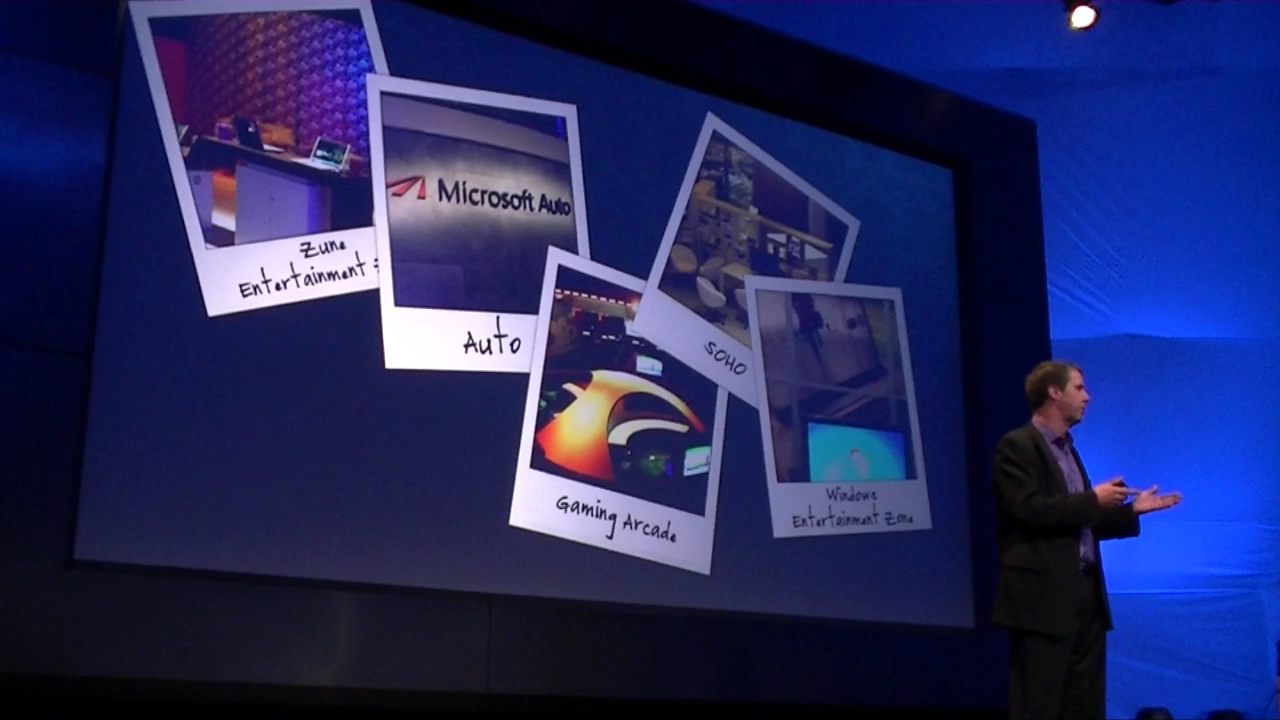 Zune
Entertainment
Microsoft Auto
Auto
Gaming Arcade
SOHO
Windows
Entertainment Zone